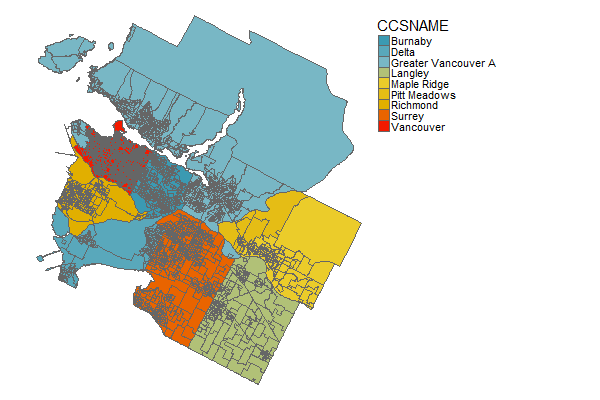 CCSNAME
Burnaby
Delta
Greater Vancouver A
Langley
Maple Ridge
Pitt Meadows
Richmond
Surrey
Vancouver